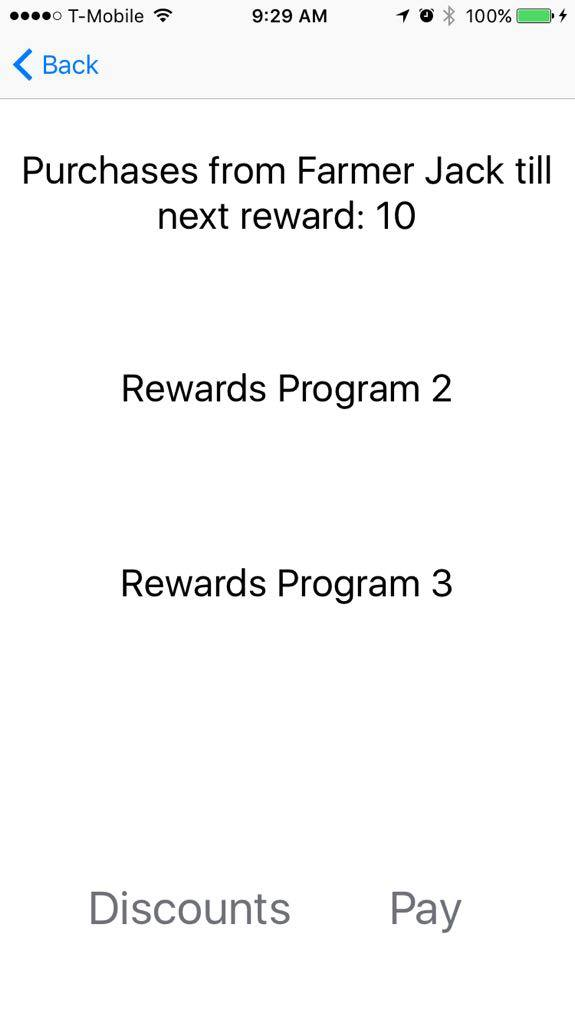 T-Mobile 9:29 AM 100%
Back
Purchases from Farmer Jack till
next reward: 10
Rewards Program 2
Rewards Program 3
Discounts Pay